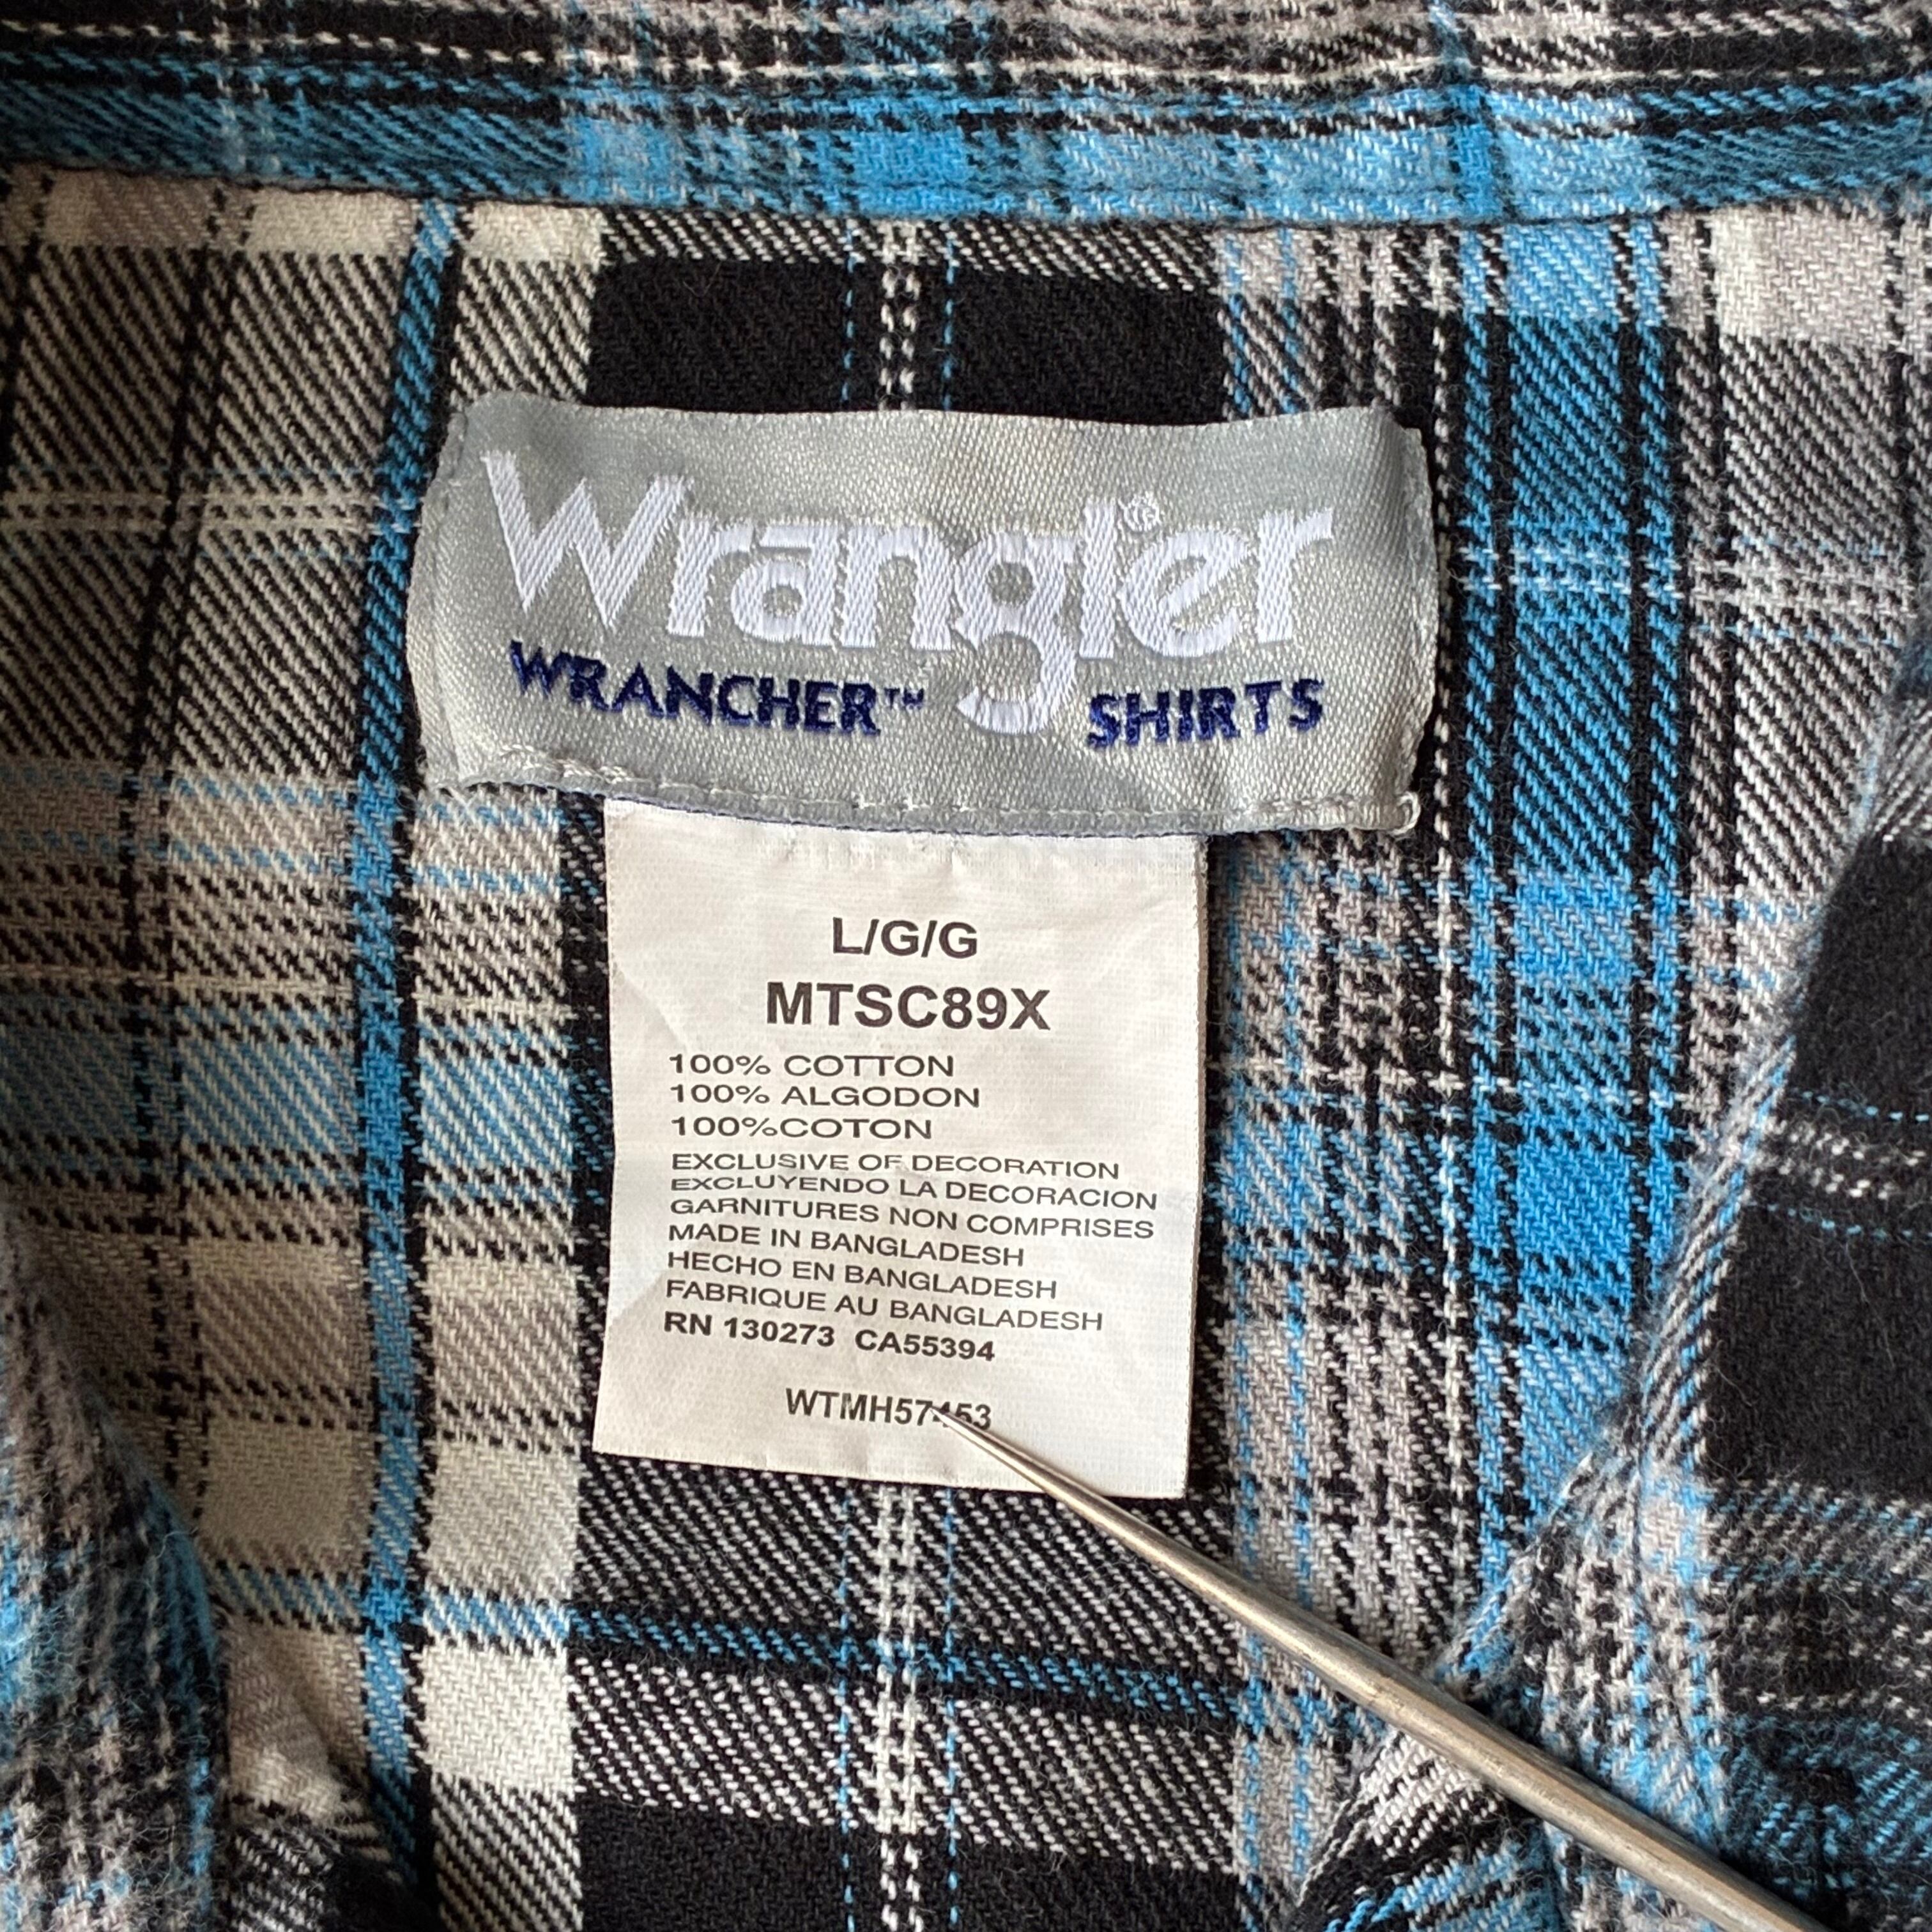 Wrangler®
WRANCHER™ SHIRTS
L/G/G
MTSC89X
100% COTTON
100% ALGODON
100%COTON
EXCLUSIVE OF DECORATION
EXCLUYENDO LA DECORACION
GARNITURES NON COMPRISES
MADE IN BANGLADESH
HECHO EN BANGLADESH
FABRIQUE AU BANGLADESH
RN 130273 CA55394